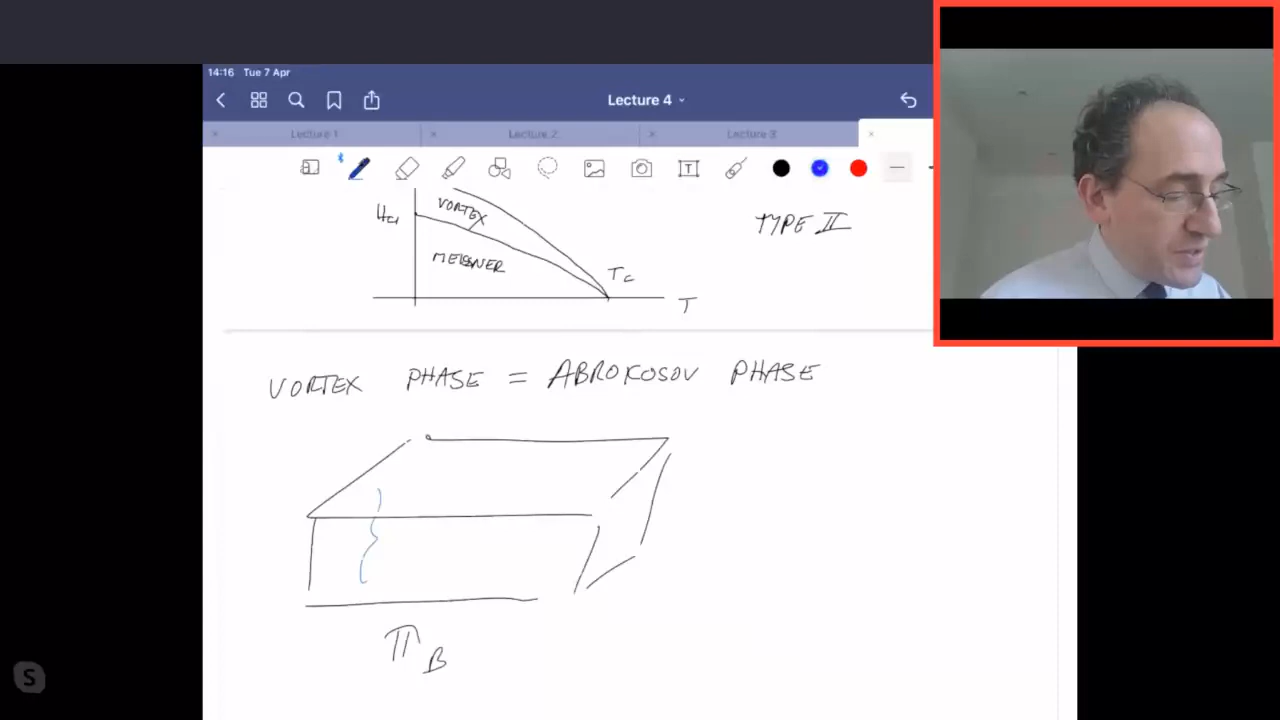 14:16 Tue 7 Apr
Lecture 4
Lecture 1
Lecture 2
Lecture 3
T
Hc1
VORTEX
TYPE II
MEISSNER
Tc
T
VORTEX PHASE = ABROKOSOV PHASE
B
S